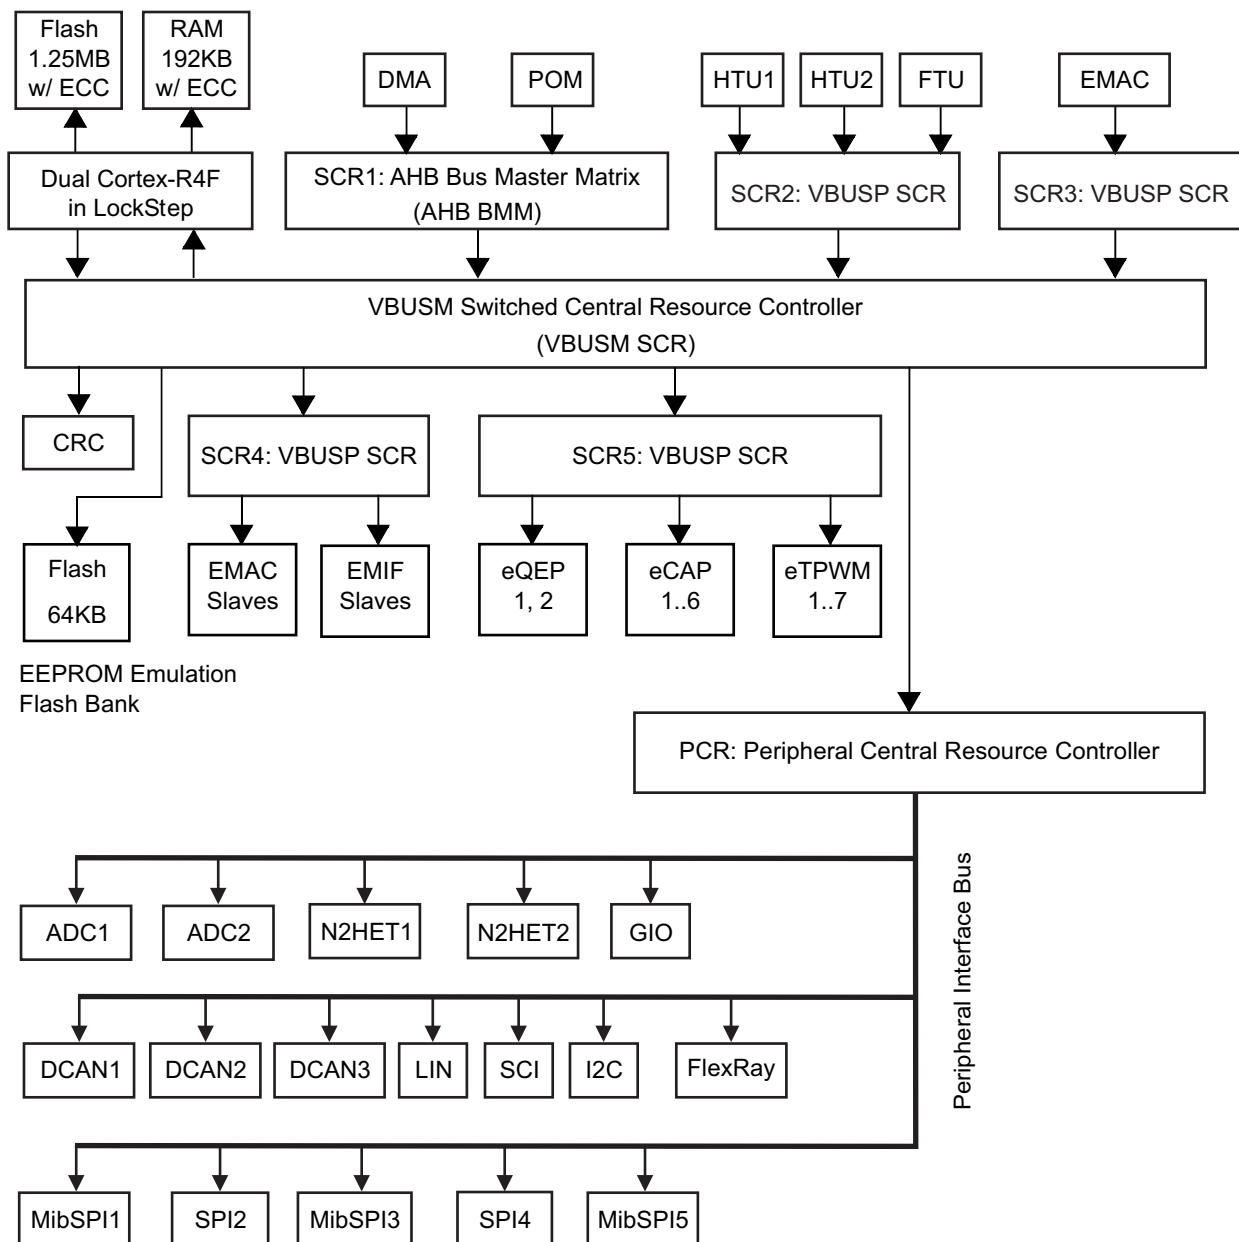 Flash
1.25MB
w/ ECC
RAM
192KB
w/ ECC
DMA
POM
HTU1
HTU2
FTU
EMAC
Dual Cortex-R4F
in LockStep
SCR1: AHB Bus Master Matrix
(AHB BMM)
SCR2: VBUSP SCR
SCR3: VBUSP SCR
VBUSM Switched Central Resource Controller
(VBUSM SCR)
CRC
SCR4: VBUSP SCR
SCR5: VBUSP SCR
Flash
64KB
EMAC
Slaves
EMIF
Slaves
eQEP
1, 2
eCAP
1..6
eTPWM
1..7
EEPROM Emulation
Flash Bank
PCR: Peripheral Central Resource Controller
Peripheral Interface Bus
ADC1
ADC2
N2HET1
N2HET2
GIO
DCAN1
DCAN2
DCAN3
LIN
SCI
I2C
FlexRay
MibSPI1
SPI2
MibSPI3
SPI4
MibSPI5